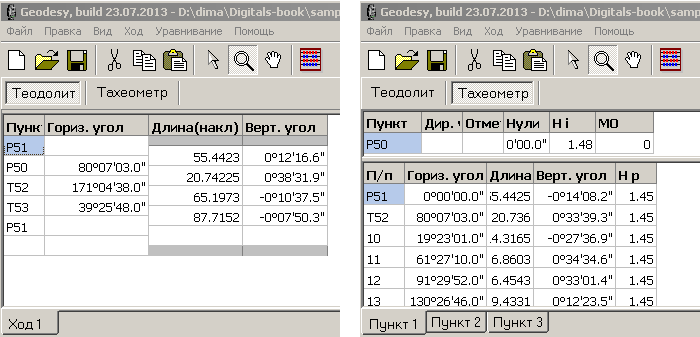 Geodesy, build 23.07.2013 - D:\dima\Digitals-book\samp
Файл Правка Вид Ход Уравнивание Помощь
Теодолит Тахеометр
Пунк Гориз. угол Длина(накл) Верт. угол
P51
55.4423 0°12'16.6"
P50 80°07'03.0"
20.74225 0°38'31.9"
T52 171°04'38.0"
65.1973 -0°10'37.5"
T53 39°25'48.0"
87.7152 -0°07'50.3"
P51
Ход 1
Geodesy, build 23.07.2013 - D:\dima\Digitals-book\sam
Файл Правка Вид Ход Уравнивание Помощь
Теодолит Тахеометр
Пункт Дир. Отме Нули H i МО
P50 0'00.0" 1.48 0
П/п Гориз. угол Длина Верт. угол H р
P51 0°00'00.0" 5.4425 -0°14'08.2" 1.45
T52 80°07'03.0" 20.736 0°33'39.3" 1.45
10 19°23'01.0" 4.3165 -0°27'36.9" 1.45
11 61°27'10.0" 6.8603 0°34'34.6" 1.45
12 91°29'52.0" 6.4543 0°33'01.4" 1.45
13 130°26'46.0" 9.4331 0°12'23.5" 1.45
Пункт 1 Пункт 2 Пункт 3